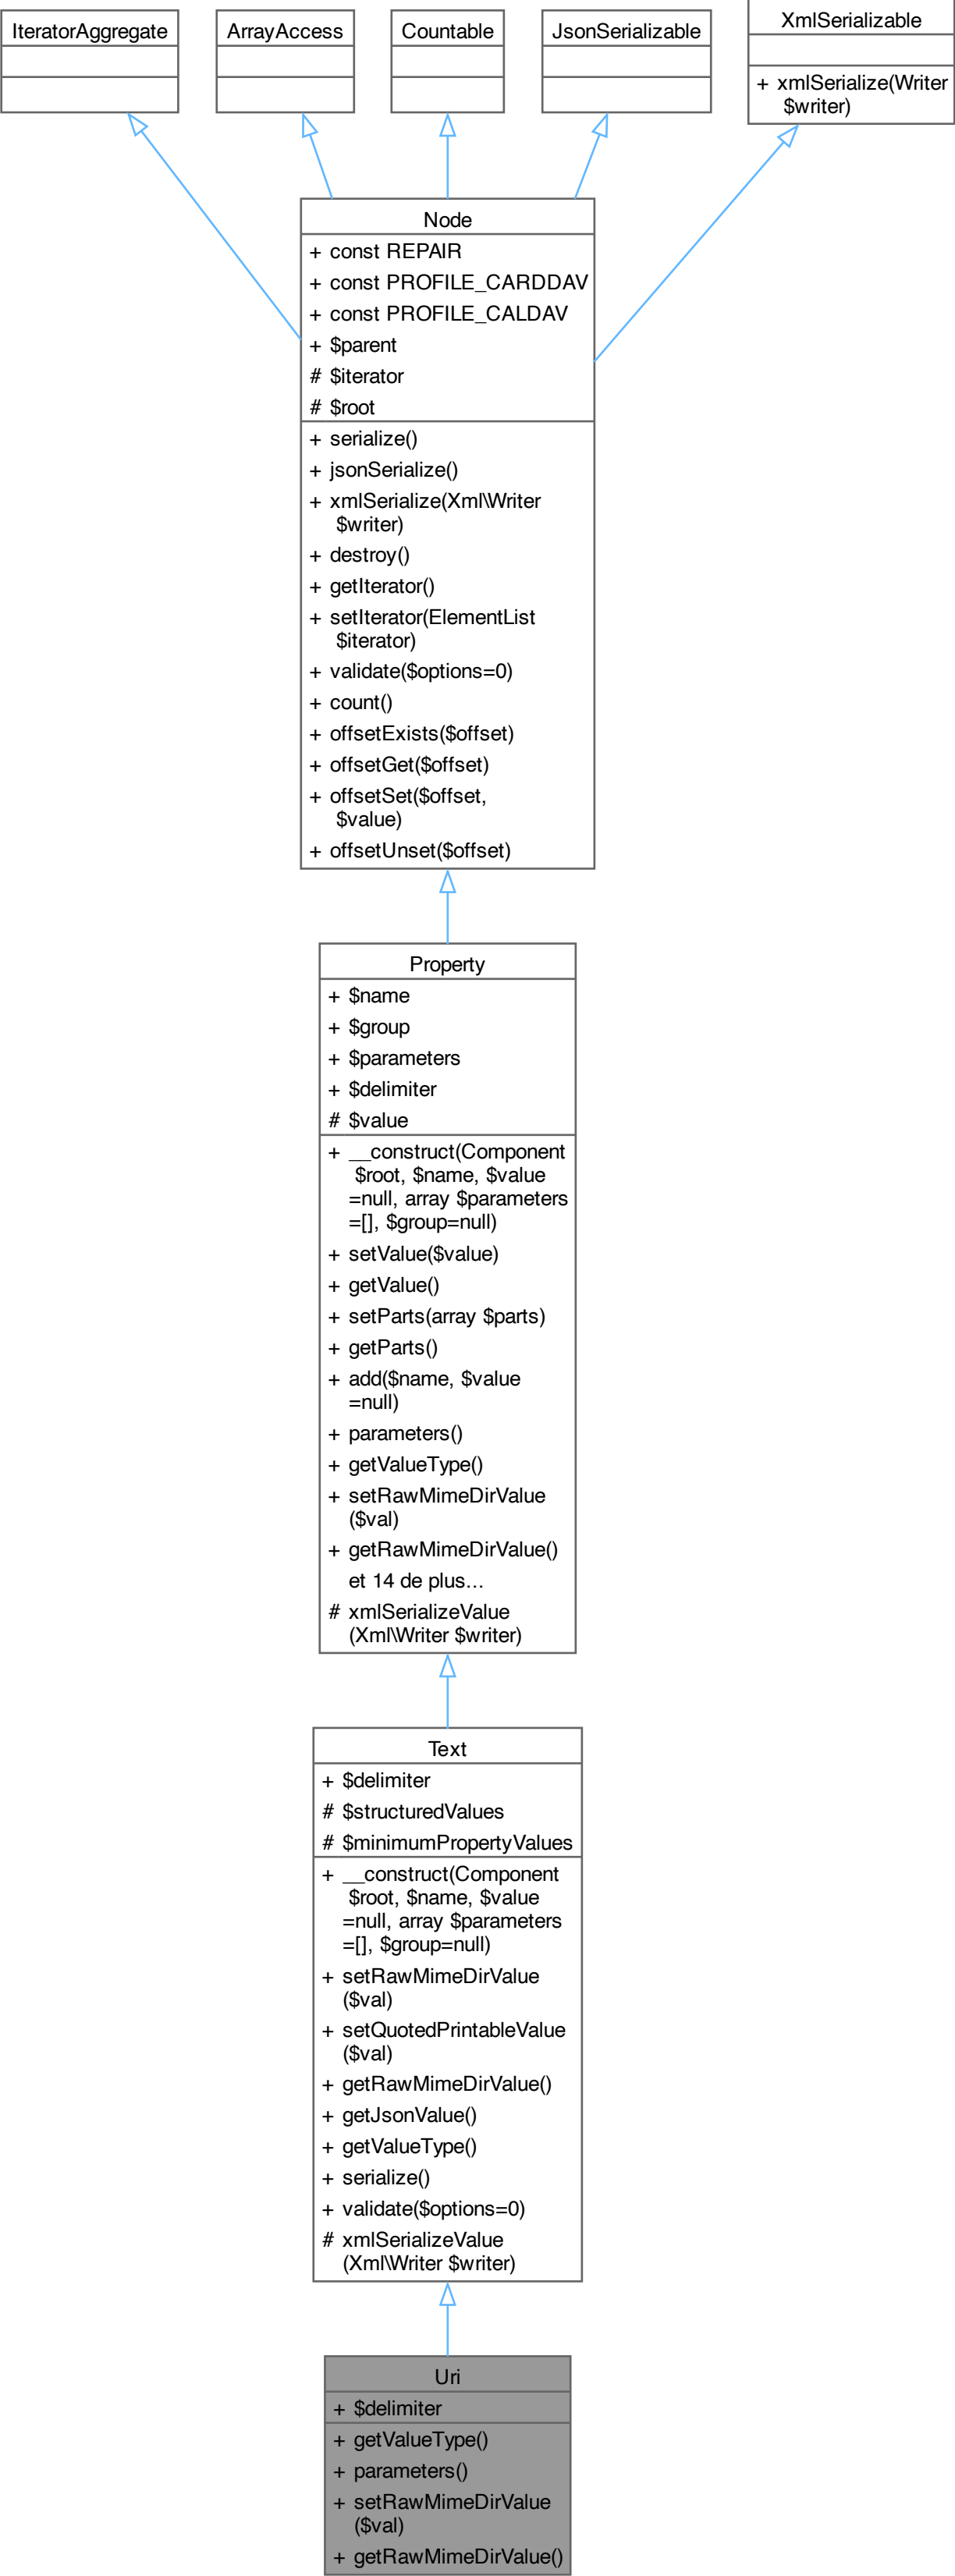 IteratorAggregate
ArrayAccess
Countable
JsonSerializable
XmlSerializable
+ xmlSerialize(Writer
$writer)
Node
+ const REPAIR
+ const PROFILE_CARDDAV
+ const PROFILE_CALDAV
+ $parent
# $iterator
# $root
+ serialize()
+ jsonSerialize()
+ xmlSerialize(Xml\Writer
$writer)
+ destroy()
+ getIterator()
+ setIterator(ElementList
$iterator)
+ validate($options=0)
+ count()
+ offsetExists($offset)
+ offsetGet($offset)
+ offsetSet($offset,
$value)
+ offsetUnset($offset)
Property
+ $name
+ $group
+ $parameters
+ $delimiter
# $value
+ __construct(Component
$root, $name, $value
=null, array $parameters
=[], $group=null)
+ setValue($value)
+ getValue()
+ setParts(array $parts)
+ getParts()
+ add($name, $value
=null)
+ parameters()
+ getValueType()
+ setRawMimeDirValue
($val)
+ getRawMimeDirValue()
et 14 de plus...
# xmlSerializeValue
(Xml\Writer $writer)
Text
+ $delimiter
# $structuredValues
# $minimumPropertyValues
+ __construct(Component
$root, $name, $value
=null, array $parameters
=[], $group=null)
+ setRawMimeDirValue
($val)
+ setQuotedPrintableValue
($val)
+ getRawMimeDirValue()
+ getJsonValue()
+ getValueType()
+ serialize()
+ validate($options=0)
# xmlSerializeValue
(Xml\Writer $writer)
Uri
+ $delimiter
+ getValueType()
+ parameters()
+ setRawMimeDirValue
($val)
+ getRawMimeDirValue()